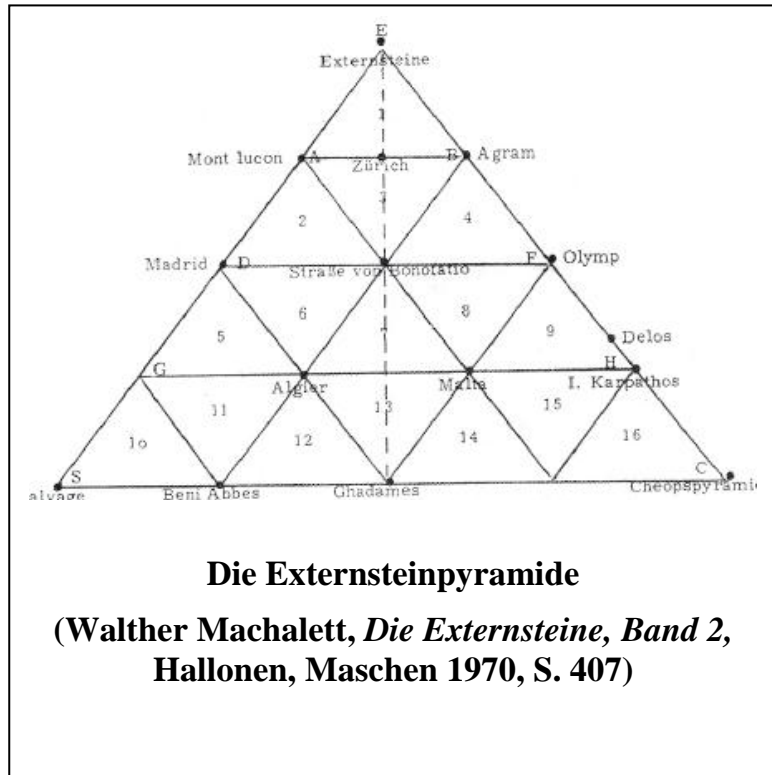 E
Externsteine
1
Mont lucon A B Agram
Zürich
3
2 4
Madrid D F Olymp
Straße von Bonofatio
6 8
5 7 9 Delos
G H
Algier Malta I. Karpathos
11 13 15
1o 12 14 16
S C
alvage Beni Abbes Ghadames Cheopspyramid
Die Externsteinpyramide
(Walther Machalett, Die Externsteine, Band 2,
Hallonen, Maschen 1970, S. 407)